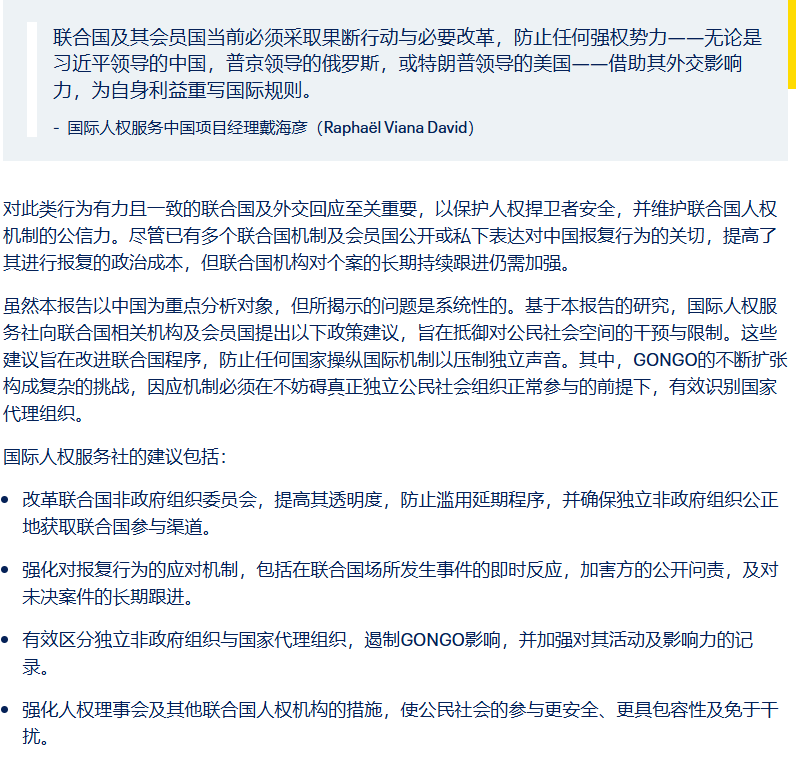 联合国及其会员国当前必须采取果断行动与必要改革，防止任何强权势力——无论是
习近平领导的中国，普京领导的俄罗斯，或特朗普领导的美国——借助其外交影响
力，为自身利益重写国际规则。
- 国际人权服务中国项目经理戴海彦（Raphaël Viana David）
对此类行为有力且一致的联合国及外交回应至关重要，以保护人权捍卫者安全，并维护联合国人权
机制的公信力。尽管已有多个联合国机制及会员国公开或私下表达对中国报复行为的关切，提高了
其进行报复的政治成本，但联合国机构对个案的长期持续跟进仍需加强。
虽然本报告以中国为重点分析对象，但所揭示的问题是系统性的。基于本报告的研究，国际人权服
务社向联合国相关机构及会员国提出以下政策建议，旨在抵御对公民社会空间的干预与限制。这些
建议旨在改进联合国程序，防止任何国家操纵国际机制以压制独立声音。其中，GONGO的不断扩张
构成复杂的挑战，因应机制必须在不妨碍真正独立公民社会组织正常参与的前提下，有效识别国家
代理组织。
国际人权服务社的建议包括：
• 改革联合国非政府组织委员会，提高其透明度，防止滥用延期程序，并确保独立非政府组织公正
地获取联合国参与渠道。
• 强化对报复行为的应对机制，包括在联合国场所发生事件的即时反应，加害方的公开问责，及对
未决案件的长期跟进。
• 有效区分独立非政府组织与国家代理组织，遏制GONGO影响，并加强对其活动及影响力的记
录。
• 强化人权理事会及其他联合国人权机构的措施，使公民社会的参与更安全、更具包容性及免于干
扰。